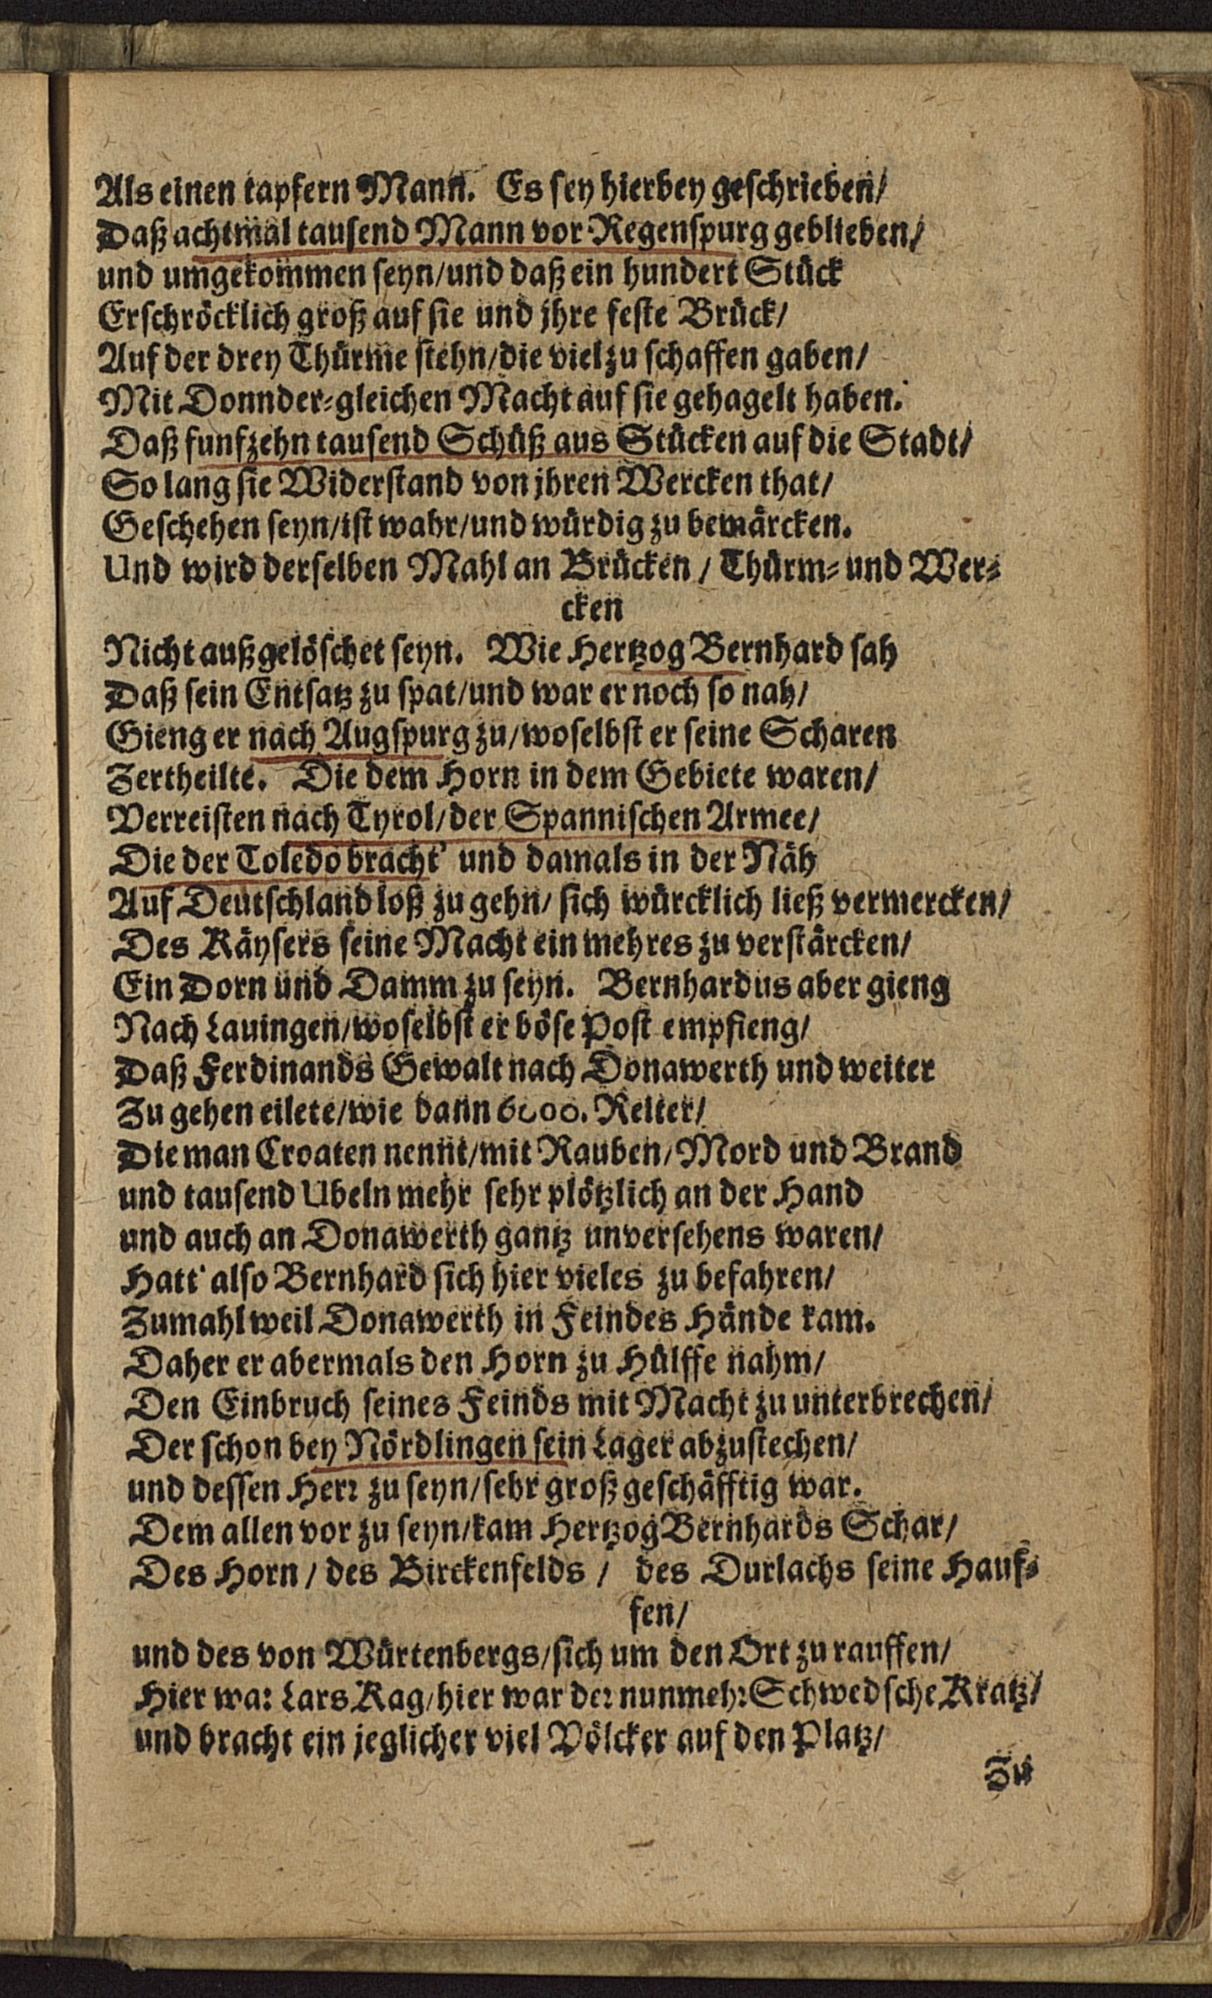 Als einen tapfern Mann. Es sey hierbey geschrieben/
Daß achtmal tausend Mann vor Regenspurg geblieben/
und umgekommen seyn/und daß ein hundert Stück
Erschröcklich groß auf sie und jhre feste Brück/
Auf der drey Thürme stehn/die viel zu schaffen gaben/
Mit Donnder-gleichen Macht auf sie gehagelt haben.
Daß funfzehn tausend Schüß aus Stücken auf die Stadt/
So lang sie Widerstand von jhren Wercken that/
Geschehen seyn/ist wahr/und würdig zu bemärcken.
Und wird derselben Mahl an Brücken / Thürm- und Wer-
cken
Nicht außgelöschet seyn. Wie Hertzog Bernhard sah
Daß sein Entsatz zu spat/und war er noch so nah/
Gieng er nach Augspurg zu/woselbst er seine Scharen
Zertheilte. Die dem Horn in dem Gebiete waren/
Verreisten nach Tyrol/der Spannischen Armee/
Die der Toledo bracht' und damals in der Näh
Auf Deutschland loß zu gehn/ sich würcklich ließ vermercken/
Des Käysers seine Macht ein mehres zu verstärcken/
Ein Dorn und Damm zu seyn. Bernhardus aber gieng
Nach Lauingen/woselbst er böse Post empfieng/
Daß Ferdinands Gewalt nach Donawerth und weiter
Zu gehen eilete/wie dann 6000. Reiter/
Die man Croaten nennt/mit Rauben/Mord und Brand
und tausend Ubeln mehr sehr plötzlich an der Hand
und auch an Donawerth gantz unversehens waren/
Hatt' also Bernhard sich hier vieles zu befahren/
Zumahl weil Donawerth in Feindes Hände kam.
Daher er abermals den Horn zu Hülffe nahm/
Den Einbruch seines Feinds mit Macht zu unterbrechen/
Der schon bey Nördlingen sein Lager abzustechen/
und dessen Herr zu seyn/sehr groß geschäfftig war.
Dem allen vor zu seyn/kam Hertzog Bernhards Schar/
Des Horn / des Birckenfelds / des Durlachs seine Hauf-
fen/
und des von Würtenbergs/sich um den Ort zu rauffen/
Hier war Lars Kag/hier war der nunmehr Schwedsche Kratz/
und bracht ein jeglicher viel Völcker auf den Platz/
Zu